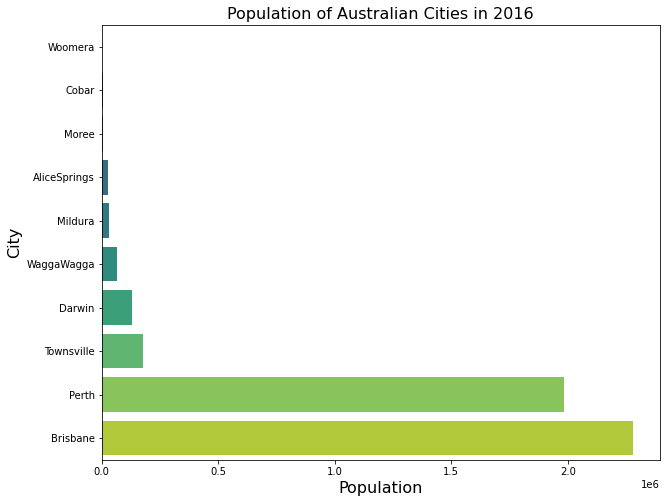 Population of Australian Cities in 2016
Woomera
Cobar
Moree
AliceSprings
Mildura
WaggaWagga
Darwin
Townsville
Perth
Brisbane
City
0.0 0.5 1.0 1.5 2.0
1e6
Population